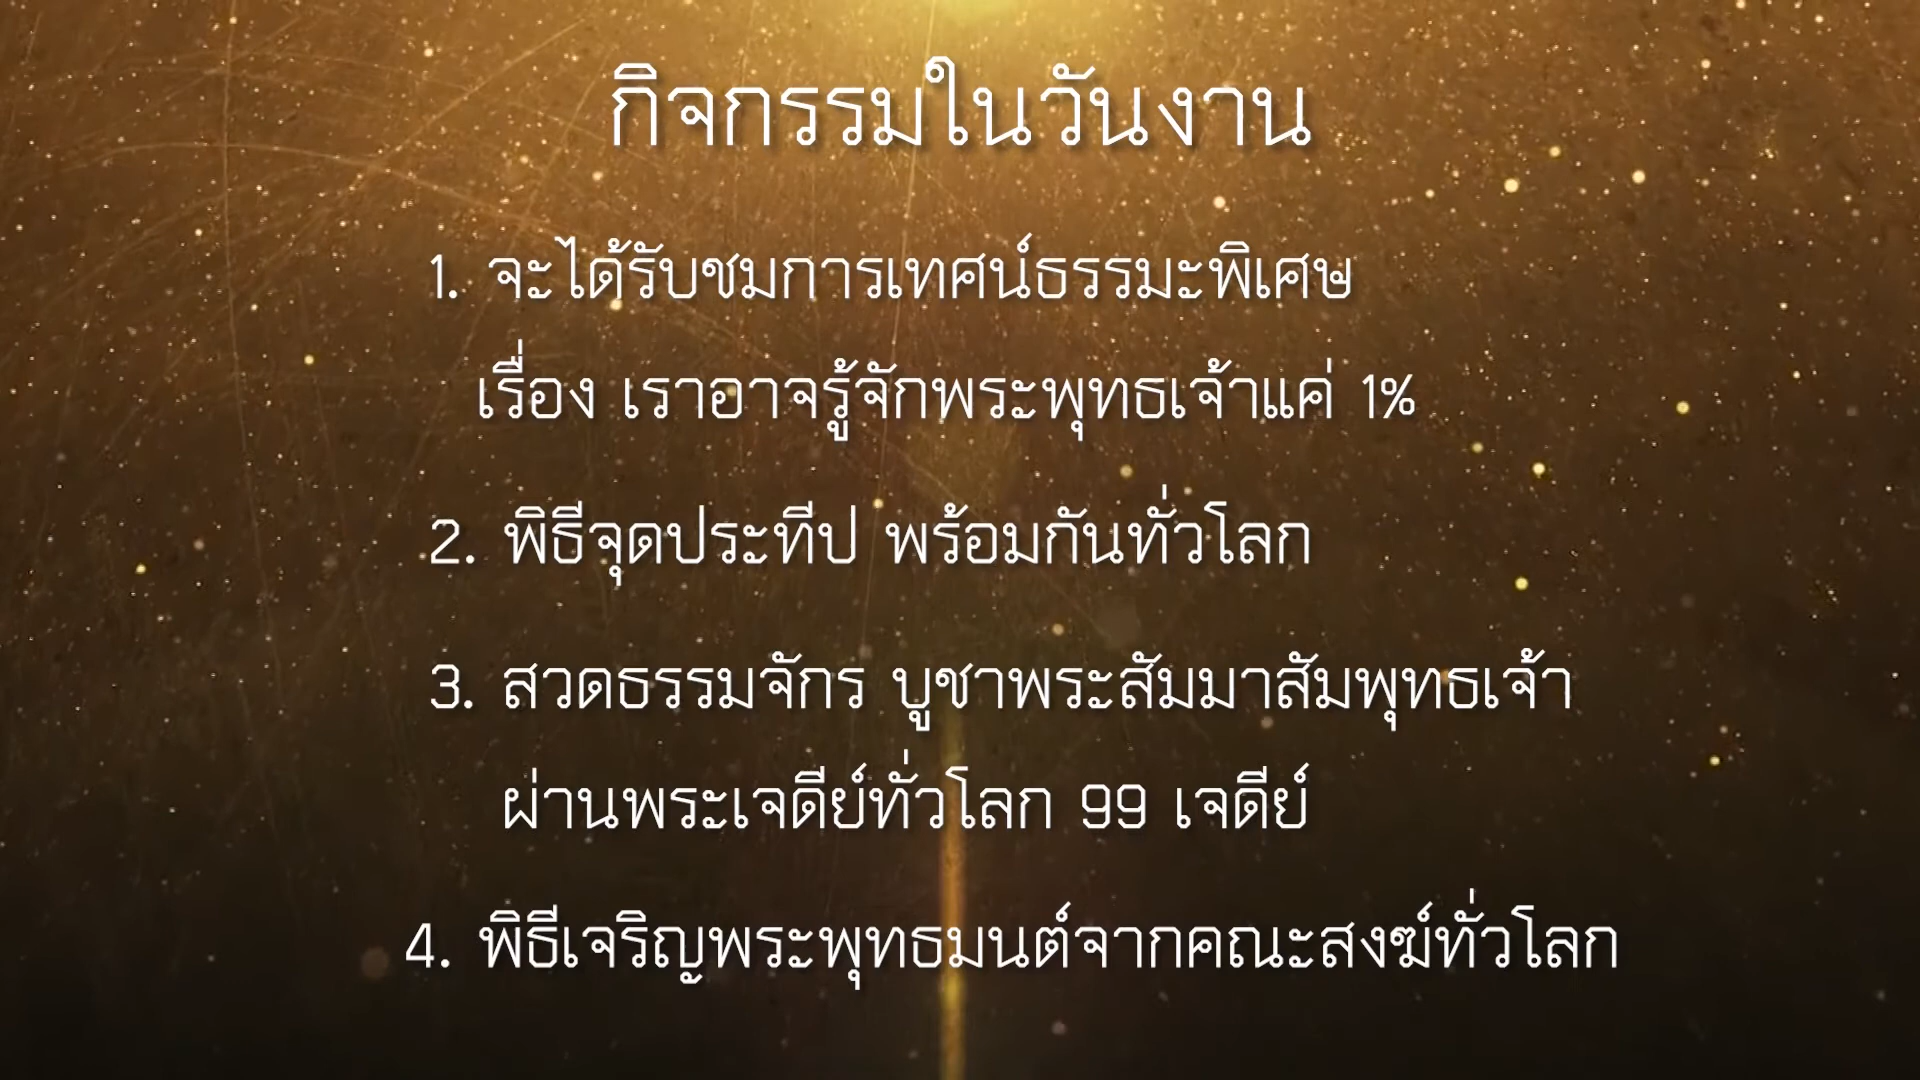 กิจกรรมในวันงาน
1. จะได้รับชมการเทศน์ธรรมะพิเศษ
เรื่อง เราอาจรู้จักพระพุทธเจ้าแค่ 1%
2. พิธีจุดประทีป พร้อมกันทั่วโลก
3. สวดธรรมจักร บูชาพระสัมมาสัมพุทธเจ้า
ผ่านพระเจดีย์ทั่วโลก 99 เจดีย์
4. พิธีเจริญพระพุทธมนต์จากคณะสงฆ์ทั่วโลก